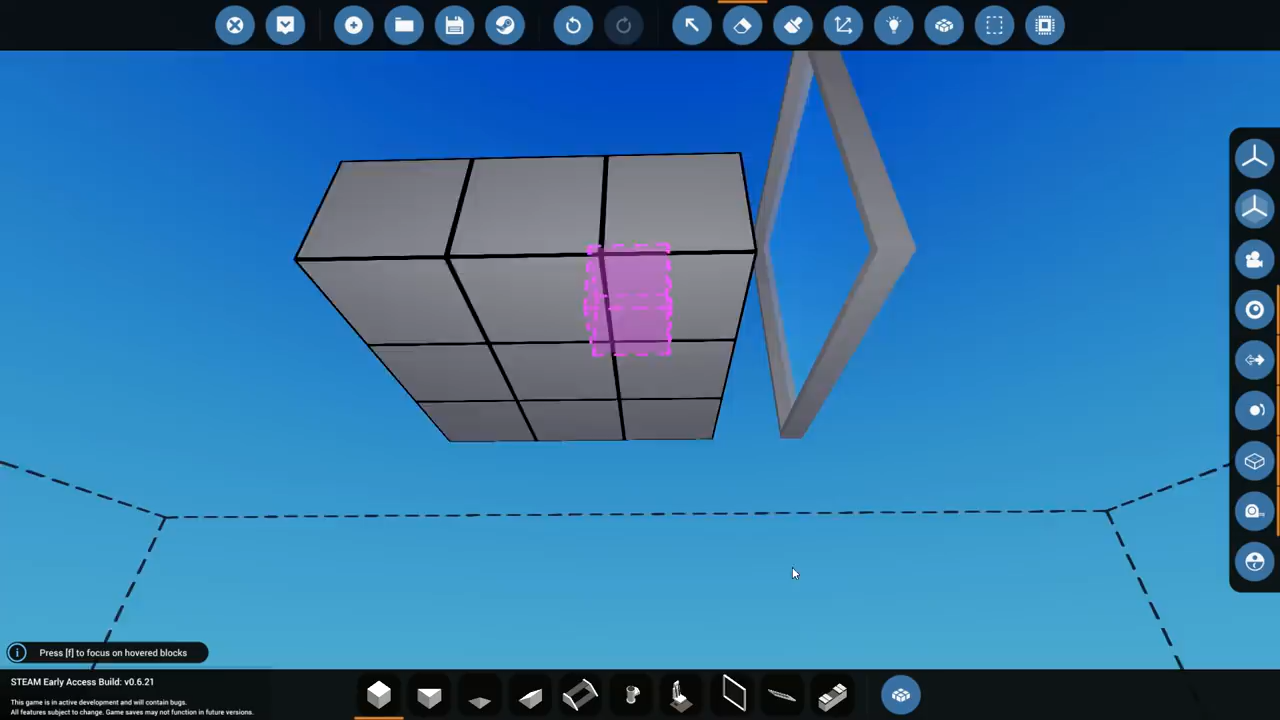 Press [f] to focus on hovered blocks
STEAM Early Access Build: v0.6.21
This game is in active development and will contain bugs.
All features subject to change. Game saves may not function in future versions.